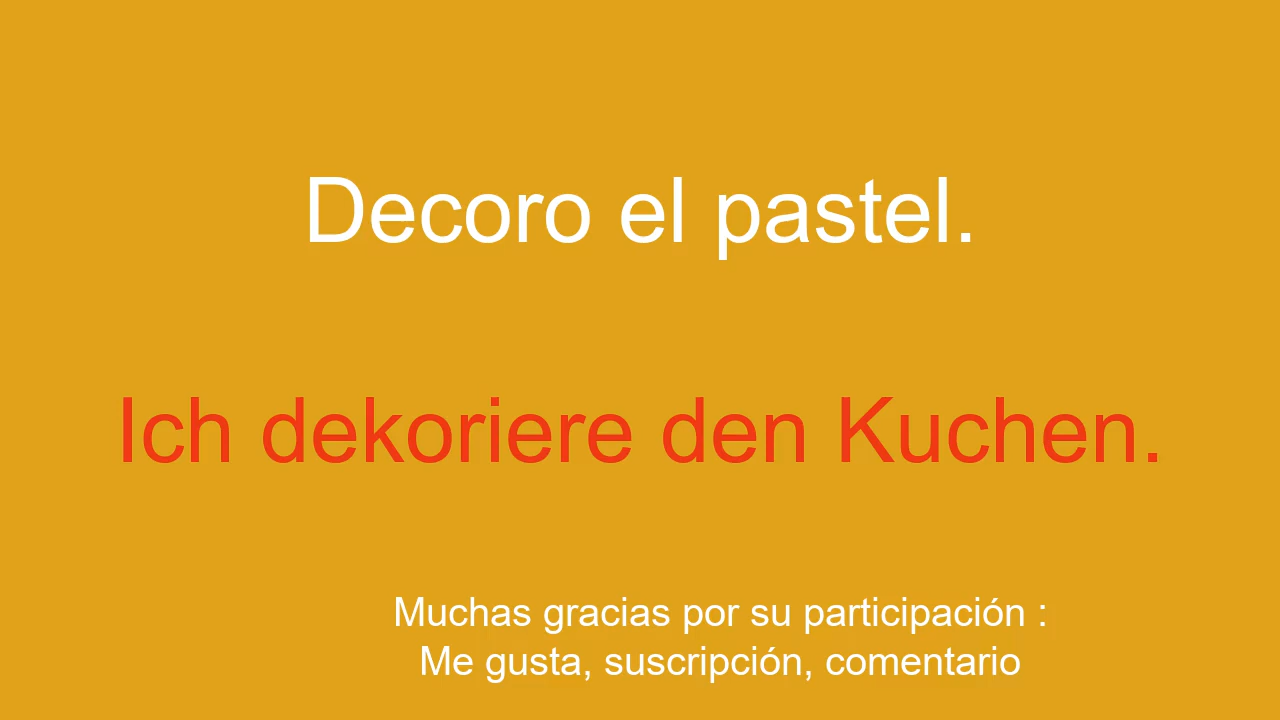 Decoro el pastel.
Ich dekoriere den Kuchen.
Muchas gracias por su participación :
Me gusta, suscripción, comentario